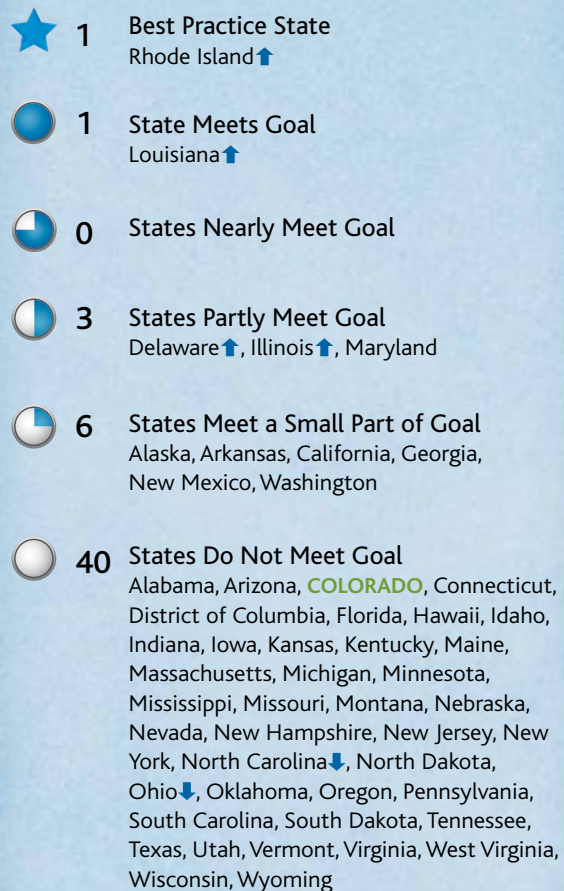 1 Best Practice State
Rhode Island⬆
1 State Meets Goal
Louisiana⬆
0 States Nearly Meet Goal
3 States Partly Meet Goal
Delaware⬆, Illinois⬆, Maryland
6 States Meet a Small Part of Goal
Alaska, Arkansas, California, Georgia,
New Mexico, Washington
40 States Do Not Meet Goal
Alabama, Arizona, COLORADO, Connecticut,
District of Columbia, Florida, Hawaii, Idaho,
Indiana, Iowa, Kansas, Kentucky, Maine,
Massachusetts, Michigan, Minnesota,
Mississippi, Missouri, Montana, Nebraska,
Nevada, New Hampshire, New Jersey, New
York, North Carolina⬇, North Dakota,
Ohio⬇, Oklahoma, Oregon, Pennsylvania,
South Carolina, South Dakota, Tennessee,
Texas, Utah, Vermont, Virginia, West Virginia,
Wisconsin, Wyoming